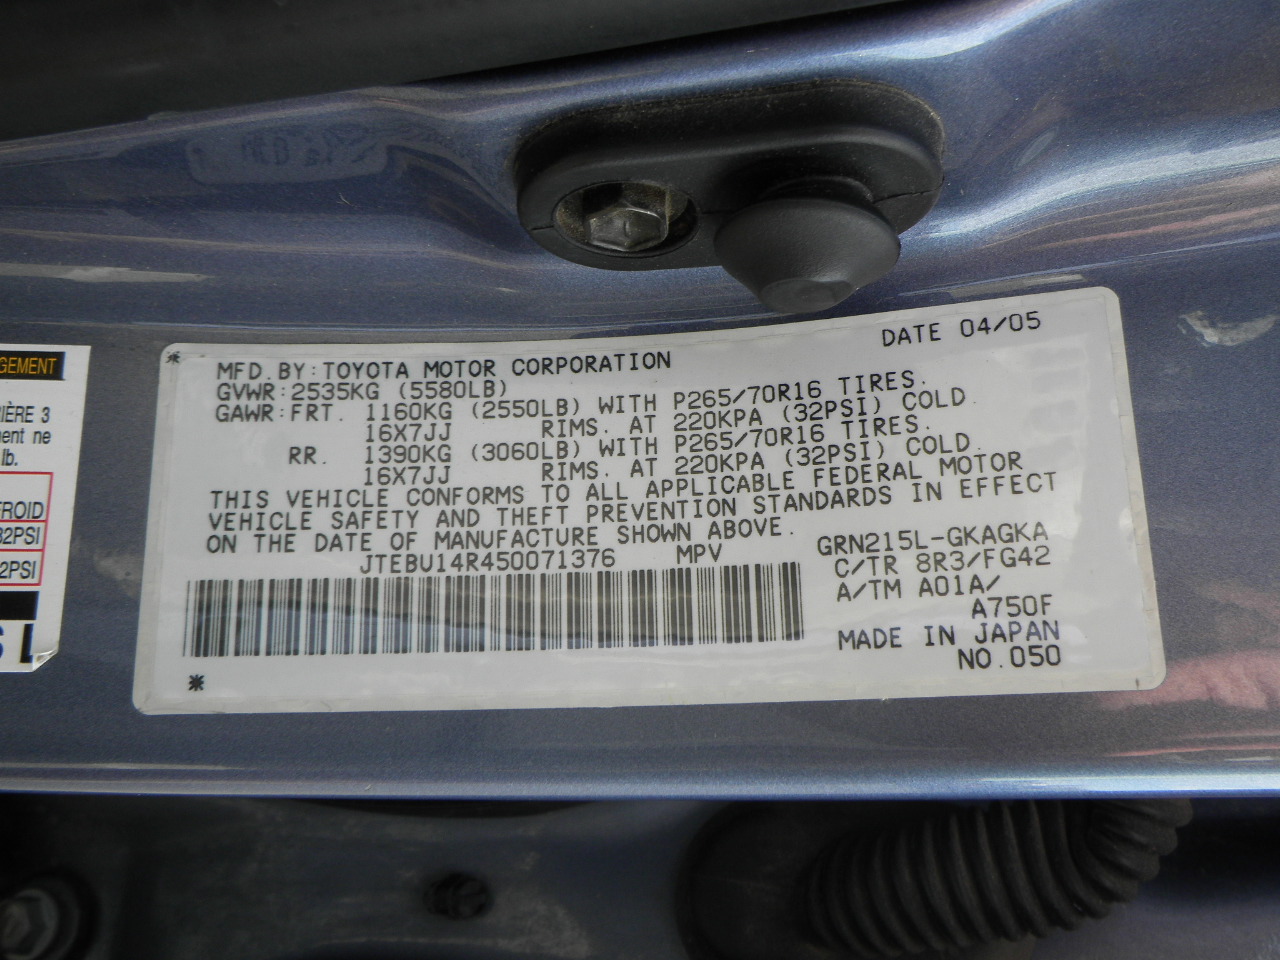 DATE 04/05
MFD.BY:TOYOTA MOTOR CORPORATION
GVWR:2535KG (5580LB)
GAWR:FRT. 1160KG (2550LB) WITH P265/70R16 TIRES.
16X7JJ RIMS. AT 220KPA (32PSI) COLD.
RR. 1390KG (3060LB) WITH P265/70R16 TIRES.
16X7JJ RIMS. AT 220KPA (32PSI) COLD.
THIS VEHICLE CONFORMS TO ALL APPLICABLE FEDERAL MOTOR
VEHICLE SAFETY AND THEFT PREVENTION STANDARDS IN EFFECT
ON THE DATE OF MANUFACTURE SHOWN ABOVE.
JTEBU14R450071376 MPV
GRN215L-GKAGKA
C/TR 8R3/FG42
A/TM A01A/
A750F
MADE IN JAPAN
NO.050
GEMENT
IÈRE 3
ment ne
lb.
ROID
32PSI
2PSI